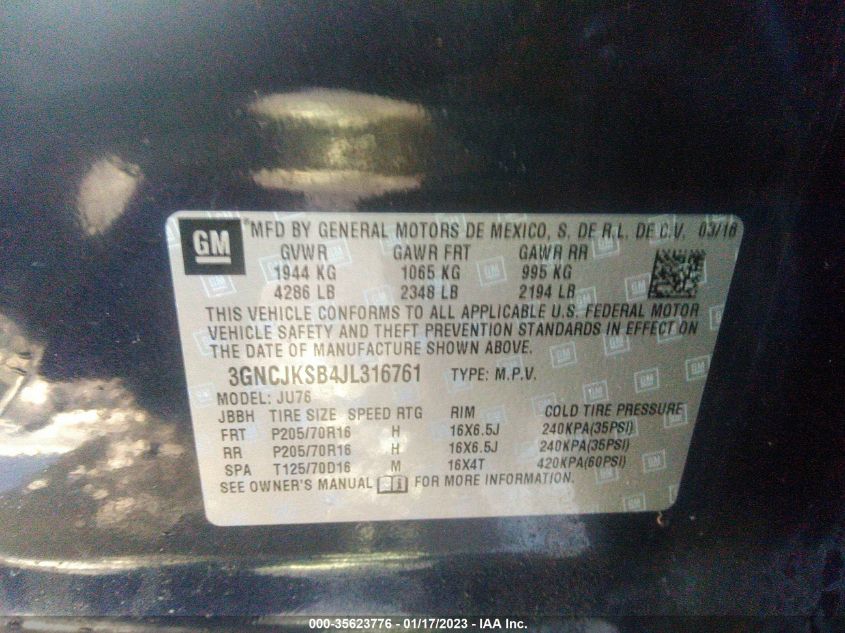 GM
*MFD BY GENERAL MOTORS DE MEXICO, S. DE R.L. DE C.V. 03/18
GVWR GAWR FRT GAWR RR
1944 KG 1065 KG 995 KG
4286 LB 2348 LB 2194 LB
THIS VEHICLE CONFORMS TO ALL APPLICABLE U.S. FEDERAL MOTOR
VEHICLE SAFETY AND THEFT PREVENTION STANDARDS IN EFFECT ON
THE DATE OF MANUFACTURE SHOWN ABOVE.
3GNCJKSB4JL316761 TYPE: M.P.V.
MODEL: JU76
JBBH TIRE SIZE SPEED RTG RIM COLD TIRE PRESSURE
FRT P205/70R16 H 16X6.5J 240KPA(35PSI)
RR P205/70R16 H 16X6.5J 240KPA(35PSI)
SPA T125/70D16 M 16X4T 420KPA(60PSI)
SEE OWNER'S MANUAL i FOR MORE INFORMATION.
000-35623776 - 01/17/2023 - IAA Inc.